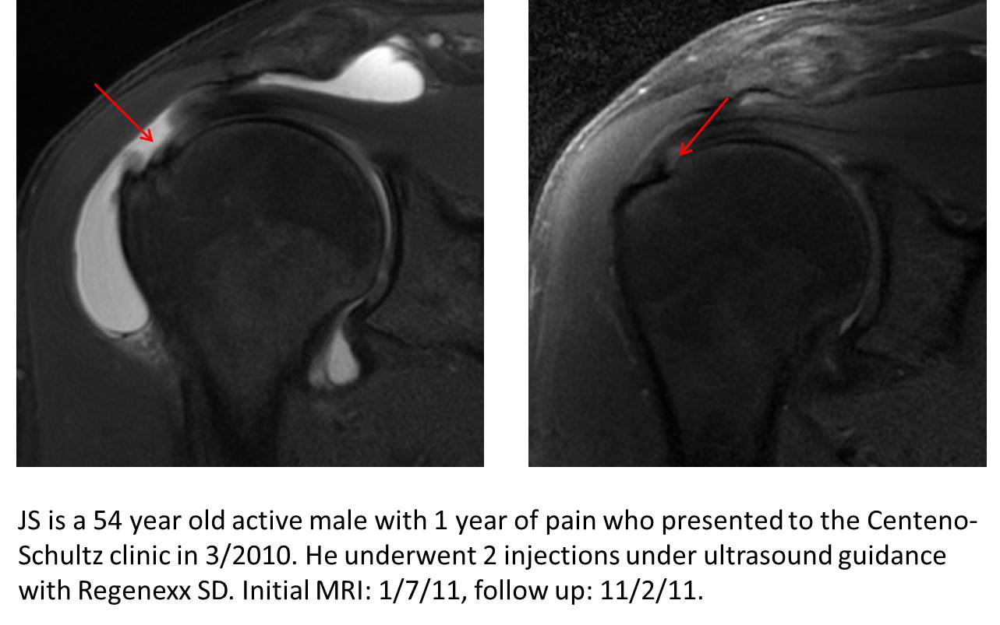 JS is a 54 year old active male with 1 year of pain who presented to the Centeno-
Schultz clinic in 3/2010. He underwent 2 injections under ultrasound guidance
with Regenexx SD. Initial MRI: 1/7/11, follow up: 11/2/11.